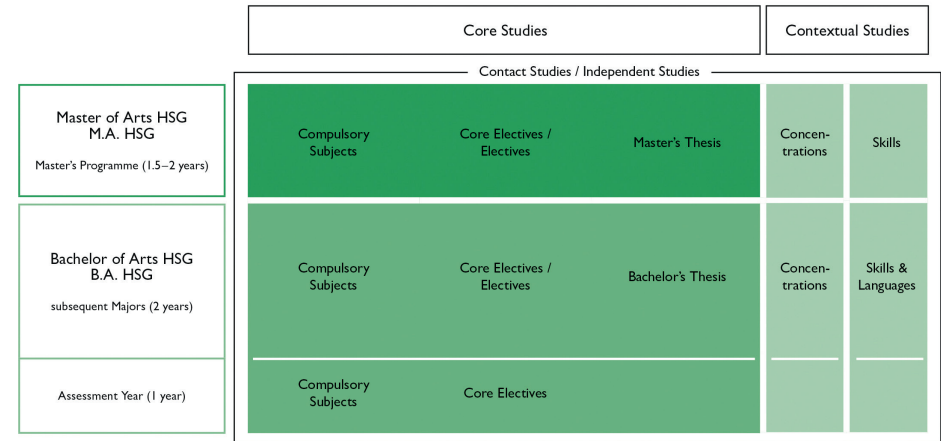 Core Studies
Contextual Studies
Contact Studies / Independent Studies
Master of Arts HSG
M.A. HSG
Master's Programme (1.5–2 years)
Compulsory
Subjects
Core Electives /
Electives
Master's Thesis
Concen-
trations
Skills
Bachelor of Arts HSG
B.A. HSG
subsequent Majors (2 years)
Compulsory
Subjects
Core Electives /
Electives
Bachelor's Thesis
Concen-
trations
Skills &
Languages
Assessment Year (1 year)
Compulsory
Subjects
Core Electives